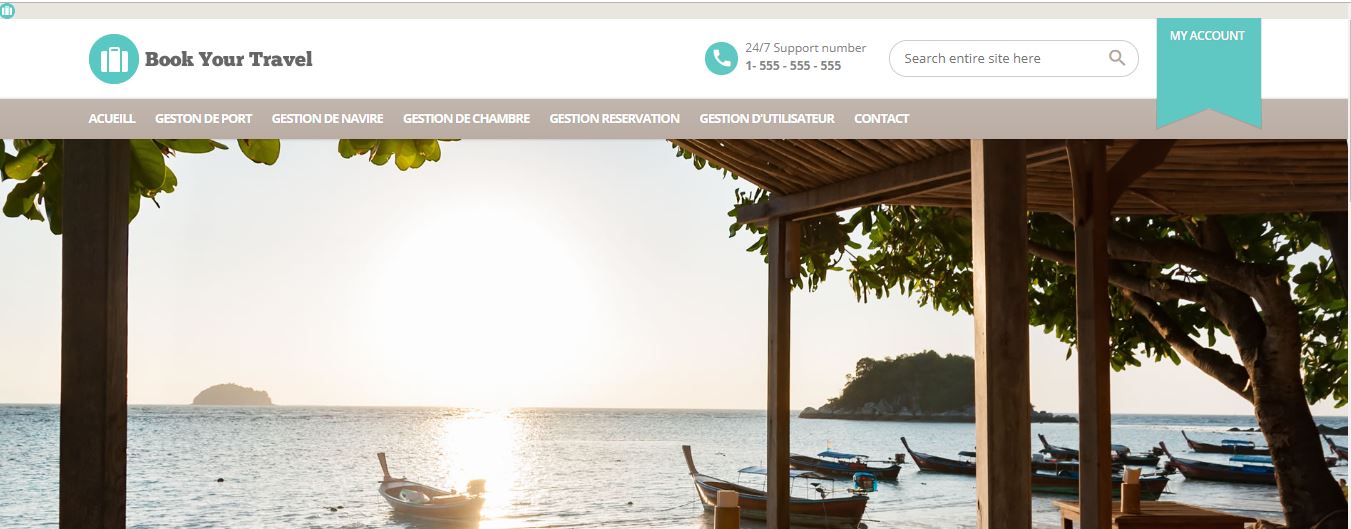 Book Your Travel
24/7 Support number
1- 555 - 555 - 555
Search entire site here
MY ACCOUNT
ACUEILL GESTON DE PORT GESTION DE NAVIRE GESTION DE CHAMBRE GESTION RESERVATION GESTION D'UTILISATEUR CONTACT